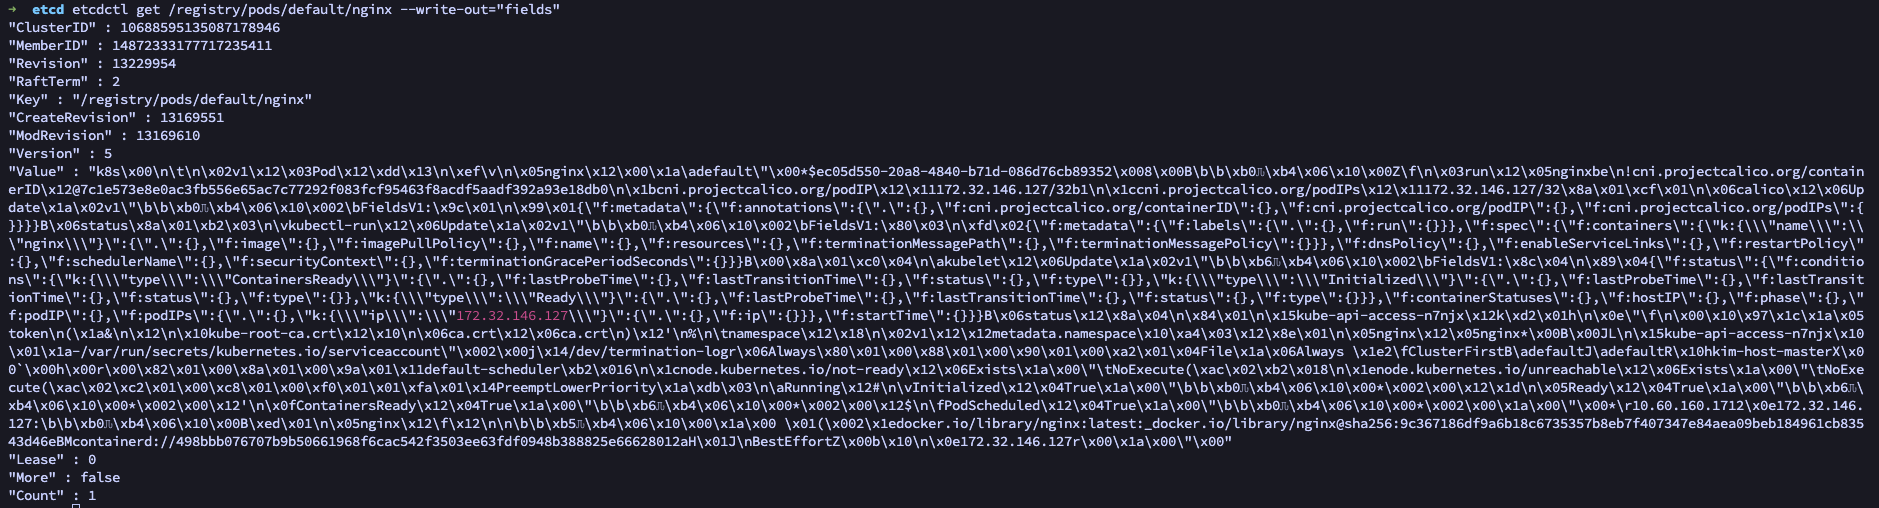 →  etcd etcdctl get /registry/pods/default/nginx --write-out="fields"
"ClusterID" : 10688595135087178946
"MemberID" : 14872333177717235411
"Revision" : 13229954
"RaftTerm" : 2
"Key" : "/registry/pods/default/nginx"
"CreateRevision" : 13169551
"ModRevision" : 13169610
"Version" : 5
"Value" : "k8s\x00\n\t\n\x02v1\x12\x03Pod\x12\xdd\x13\n\xef\v\n\x05nginx\x12\x00\x1a\adefault\"\x00*$ec05d550-20a8-4840-b71d-086d76cb89352\x008\x00B\b\b\xb0\xb4\x06\x10\x00Z\f\n\x03run\x12\x05nginxbe\n!cni.projectcalico.org/contain
erID\x12@7c1e573e8e0ac3fb556e65ac7c77292f083fcf95463f8acdf5aadf392a93e18db0\n\x1bcni.projectcalico.org/podIP\x12\x11172.32.146.127/32b1\n\x1ccni.projectcalico.org/podIPs\x12\x11172.32.146.127/32\x8a\x01\xcf\x01\n\x06calico\x12\x06Up
date\x1a\x02v1\"\b\b\xb0\xb4\x06\x10\x002\bFieldsV1:\x9c\x01\n\x99\x01{\"f:metadata\":{\"f:annotations\":{\".\":{},\"f:cni.projectcalico.org/containerID\":{},\"f:cni.projectcalico.org/podIP\":{},\"f:cni.projectcalico.org/podIPs\":{
}}}}B\x06status\x8a\x01\xb2\x03\n\vkubectl-run\x12\x06Update\x1a\x02v1\"\b\b\xb0\xb4\x06\x10\x002\bFieldsV1:\x80\x03\n\xfd\x02{\"f:metadata\":{\"f:labels\":{\".\":{},\"f:run\":{}}},\"f:spec\":{\"f:containers\":{\"k:{\\\"name\\\":\\
\"nginx\\\"}\":{\".\":{},\"f:image\":{},\"f:imagePullPolicy\":{},\"f:name\":{},\"f:resources\":{},\"f:terminationMessagePath\":{},\"f:terminationMessagePolicy\":{}}},\"f:dnsPolicy\":{},\"f:enableServiceLinks\":{},\"f:restartPolicy\"
:{},\"f:schedulerName\":{},\"f:securityContext\":{},\"f:terminationGracePeriodSeconds\":{}}}B\x00\x8a\x01\xc0\x04\n\akubelet\x12\x06Update\x1a\x02v1\"\b\b\xb6\xb4\x06\x10\x002\bFieldsV1:\x8c\x04\n\x89\x04{\"f:status\":{\"f:conditio
ns\":{\"k:{\\\"type\\\":\\\"ContainersReady\\\"}\":{\".\":{},\"f:lastProbeTime\":{},\"f:lastTransitionTime\":{},\"f:status\":{},\"f:type\":{}},\"k:{\\\"type\\\":\\\"Initialized\\\"}\":{\".\":{},\"f:lastProbeTime\":{},\"f:lastTransit
ionTime\":{},\"f:status\":{},\"f:type\":{}},\"k:{\\\"type\\\":\\\"Ready\\\"}\":{\".\":{},\"f:lastProbeTime\":{},\"f:lastTransitionTime\":{},\"f:status\":{},\"f:type\":{}}},\"f:containerStatuses\":{},\"f:hostIP\":{},\"f:phase\":{},\"
f:podIP\":{},\"f:podIPs\":{\".\":{},\"k:{\\\"ip\\\":\\\"172.32.146.127\\\"}\":{\".\":{},\"f:ip\":{}}},\"f:startTime\":{}}}B\x06status\x12\x8a\x04\n\x84\x01\n\x15kube-api-access-n7njx\x12k\xd2\x01h\n\x0e\"\f\n\x00\x10\x97\x1c\x1a\x05
token\n(\x1a&\n\x12\n\x10kube-root-ca.crt\x12\x10\n\x06ca.crt\x12\x06ca.crt\n)\x12'\n%\n\tnamespace\x12\x18\n\x02v1\x12\x12metadata.namespace\x10\xa4\x03\x12\x8e\x01\n\x05nginx\x12\x05nginx*\x00B\x00JL\n\x15kube-api-access-n7njx\x10
\x01\x1a-/var/run/secrets/kubernetes.io/serviceaccount\"\x002\x00j\x14/dev/termination-logr\x06Always\x80\x01\x00\x88\x01\x00\x90\x01\x00\xa2\x01\x04File\x1a\x06Always \x1e2\fClusterFirstB\adefaultJ\adefaultR\x10hkim-host-masterX\x0
0`\x00h\x00r\x00\x82\x01\x00\x8a\x01\x00\x9a\x01\x11default-scheduler\xb2\x016\n\x1cnode.kubernetes.io/not-ready\x12\x06Exists\x1a\x00\"\tNoExecute(\xac\x02\xb2\x018\n\x1enode.kubernetes.io/unreachable\x12\x06Exists\x1a\x00\"\tNoExe
cute(\xac\x02\xc2\x01\x00\xc8\x01\x00\xf0\x01\x01\xfa\x01\x14PreemptLowerPriority\x1a\xdb\x03\n\aRunning\x12#\n\vInitialized\x12\x04True\x1a\x00\"\b\b\xb0\xb4\x06\x10\x00*\x002\x00\x12\x1d\n\x05Ready\x12\x04True\x1a\x00\"\b\b\xb6
\xb4\x06\x10\x00*\x002\x00\x12'\n\x0fContainersReady\x12\x04True\x1a\x00\"\b\b\xb6\xb4\x06\x10\x00*\x002\x00\x12$\n\fPodScheduled\x12\x04True\x1a\x00\"\b\b\xb0\xb4\x06\x10\x00*\x002\x00\x1a\x00\"\x00*\r10.60.160.1712\x0e172.32.146.
127:\b\b\xb0\xb4\x06\x10\x00B\xed\x01\n\x05nginx\x12\f\x12\n\n\b\b\xb5\xb4\x06\x10\x00\x1a\x00 \x01(\x002\x1edocker.io/library/nginx:latest:_docker.io/library/nginx@sha256:9c367186df9a6b18c6735357b8eb7f407347e84aea09beb184961cb835
43d46eBMcontainerd://498bbb076707b9b50661968f6cac542f3503ee63fdf0948b388825e66628012aH\x01J\nBestEffortZ\x00b\x10\n\x0e172.32.146.127r\x00\x1a\x00\"\x00"
"Lease" : 0
"More" : false
"Count" : 1